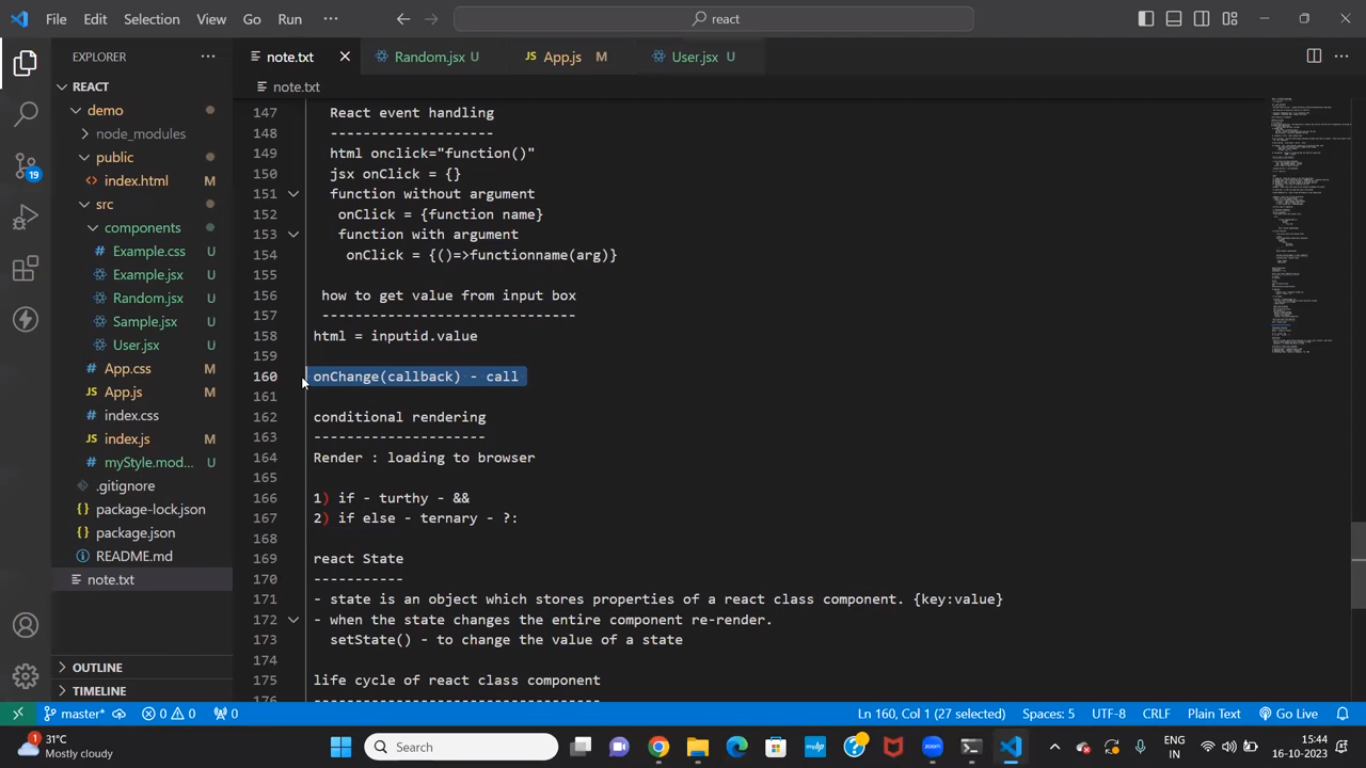 File Edit Selection View Go Run ··· react
EXPLORER ···
REACT
demo
node_modules
public
index.html M
src
components
Example.css U
Example.jsx U
Random.jsx U
Sample.jsx U
User.jsx U
App.css M
App.js M
index.css
index.js M
myStyle.mod... U
.gitignore
package-lock.json
package.json
README.md
note.txt
OUTLINE
TIMELINE
19
note.txt Random.jsx U App.js M User.jsx U
note.txt
147 React event handling
148 --------------------
149 html onclick="function()"
150 jsx onClick = {}
151 function without argument
152 onClick = {function name}
153 function with argument
154 onClick = {()=>functionname(arg)}
155
156 how to get value from input box
157 -------------------------------
158 html = inputid.value
159
160 onChange(callback) - call
161
162 conditional rendering
163 ---------------------
164 Render : loading to browser
165
166 1) if - turthy - &&
167 2) if else - ternary - ?:
168
169 react State
170 -----------
171 - state is an object which stores properties of a react class component. {key:value}
172 - when the state changes the entire component re-render.
173 setState() - to change the value of a state
174
175 life cycle of react class component
176 -----------------------------------
master* 0 0 0 Ln 160, Col 1 (27 selected) Spaces: 5 UTF-8 CRLF Plain Text Go Live
31°C
Mostly cloudy
Search
ENG
IN
15:44
16-10-2023